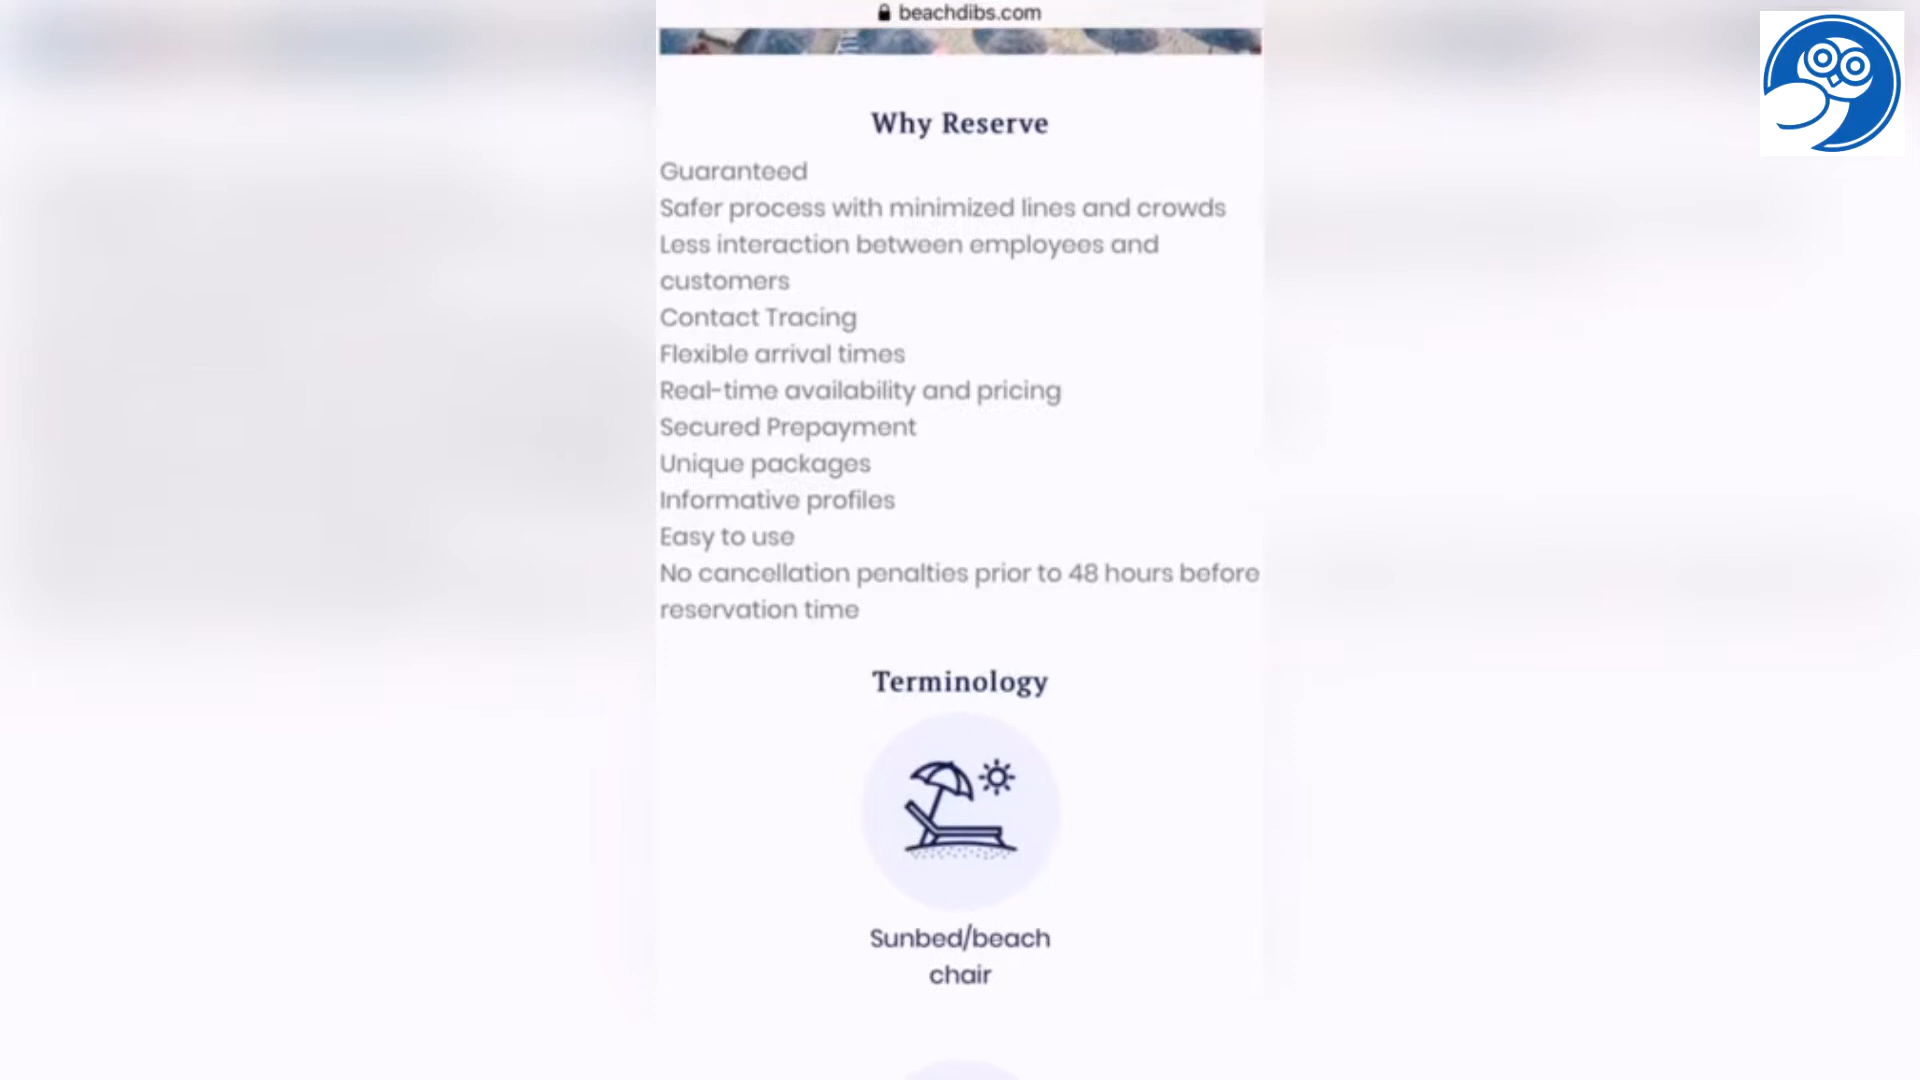 beachdibs.com
Why Reserve
Guaranteed
Safer process with minimized lines and crowds
Less interaction between employees and
customers
Contact Tracing
Flexible arrival times
Real-time availability and pricing
Secured Prepayment
Unique packages
Informative profiles
Easy to use
No cancellation penalties prior to 48 hours before
reservation time
Terminology
Sunbed/beach
chair